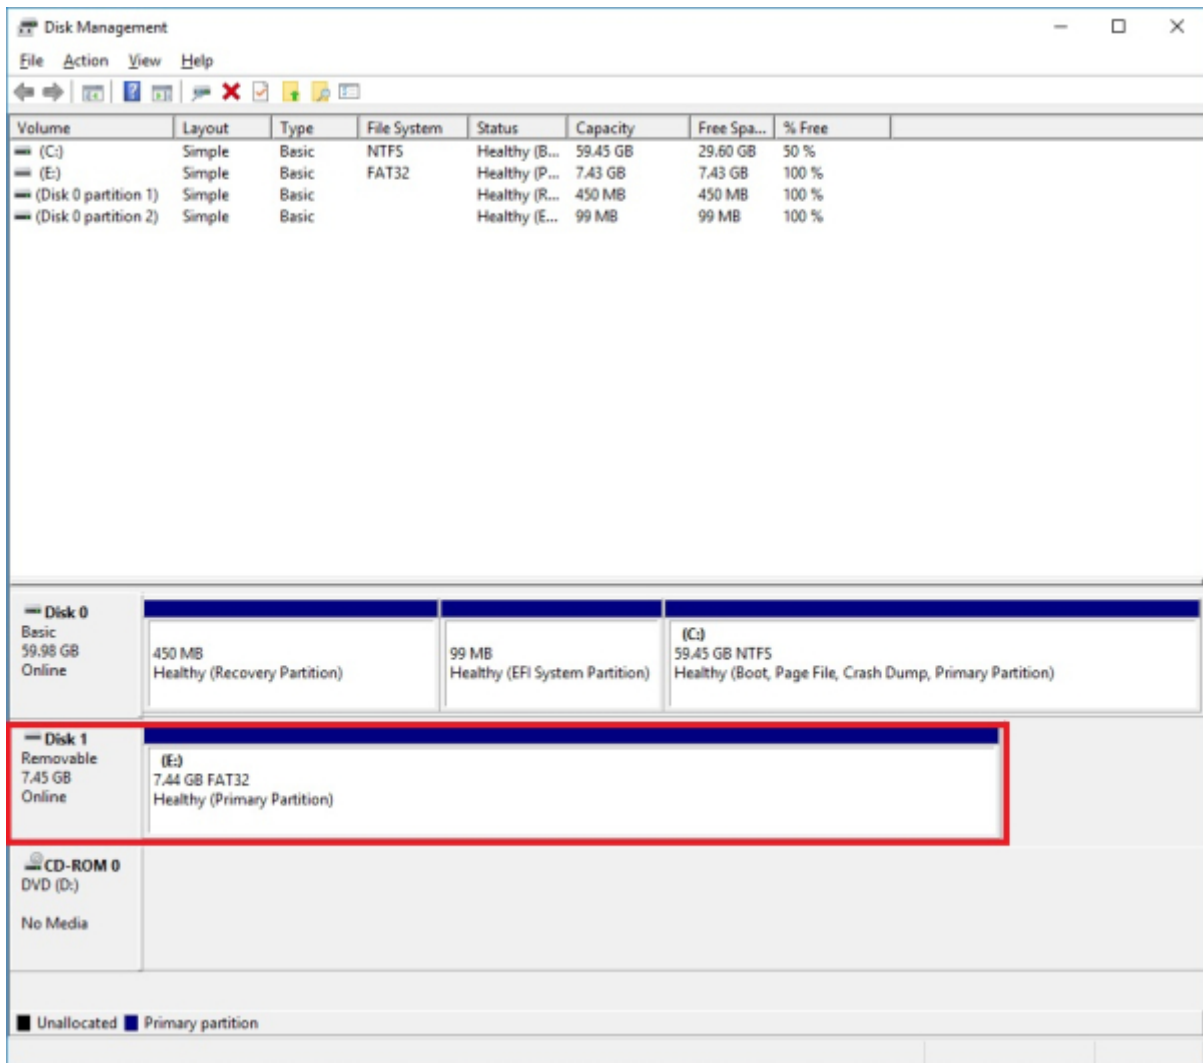 Disk Management
File Action View Help
Volume Layout Type File System Status Capacity Free Spa... % Free
(C:) Simple Basic NTFS Healthy (B... 59.45 GB 29.60 GB 50 %
(E:) Simple Basic FAT32 Healthy (P... 7.43 GB 7.43 GB 100 %
(Disk 0 partition 1) Simple Basic Healthy (R... 450 MB 450 MB 100 %
(Disk 0 partition 2) Simple Basic Healthy (E... 99 MB 99 MB 100 %
Disk 0
Basic
59.98 GB
Online
450 MB
Healthy (Recovery Partition)
99 MB
Healthy (EFI System Partition)
(C:)
59.45 GB NTFS
Healthy (Boot, Page File, Crash Dump, Primary Partition)
Disk 1
Removable
7.45 GB
Online
(E:)
7.44 GB FAT32
Healthy (Primary Partition)
CD-ROM 0
DVD (D:)
No Media
Unallocated Primary partition